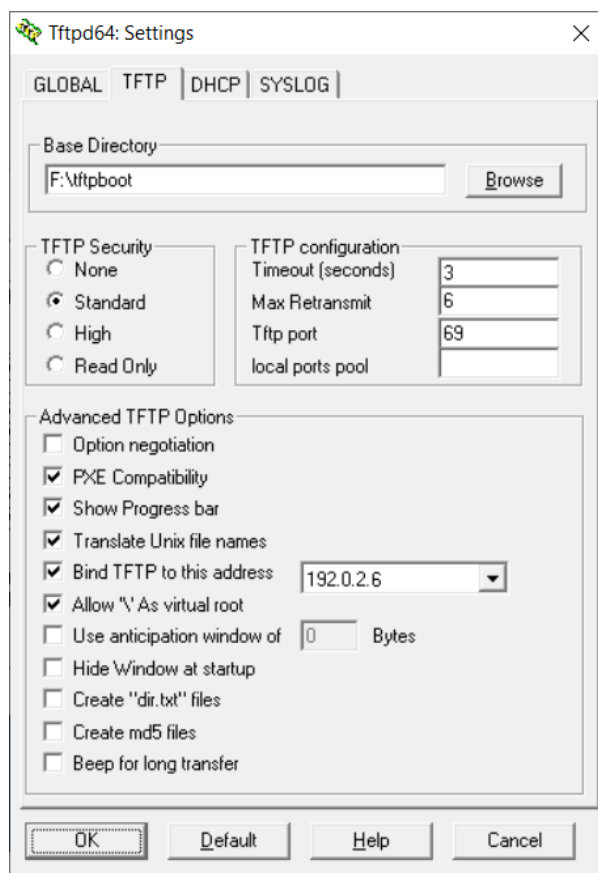 Tftpd64: Settings
GLOBAL TFTP DHCP SYSLOG
Base Directory
F:\tftpboot Browse
TFTP Security
None
Standard
High
Read Only
TFTP configuration
Timeout (seconds) 3
Max Retransmit 6
Tftp port 69
local ports pool
Advanced TFTP Options
Option negotiation
PXE Compatibility
Show Progress bar
Translate Unix file names
Bind TFTP to this address 192.0.2.6
Allow '\' As virtual root
Use anticipation window of 0 Bytes
Hide Window at startup
Create "dir.txt" files
Create md5 files
Beep for long transfer
OK Default Help Cancel